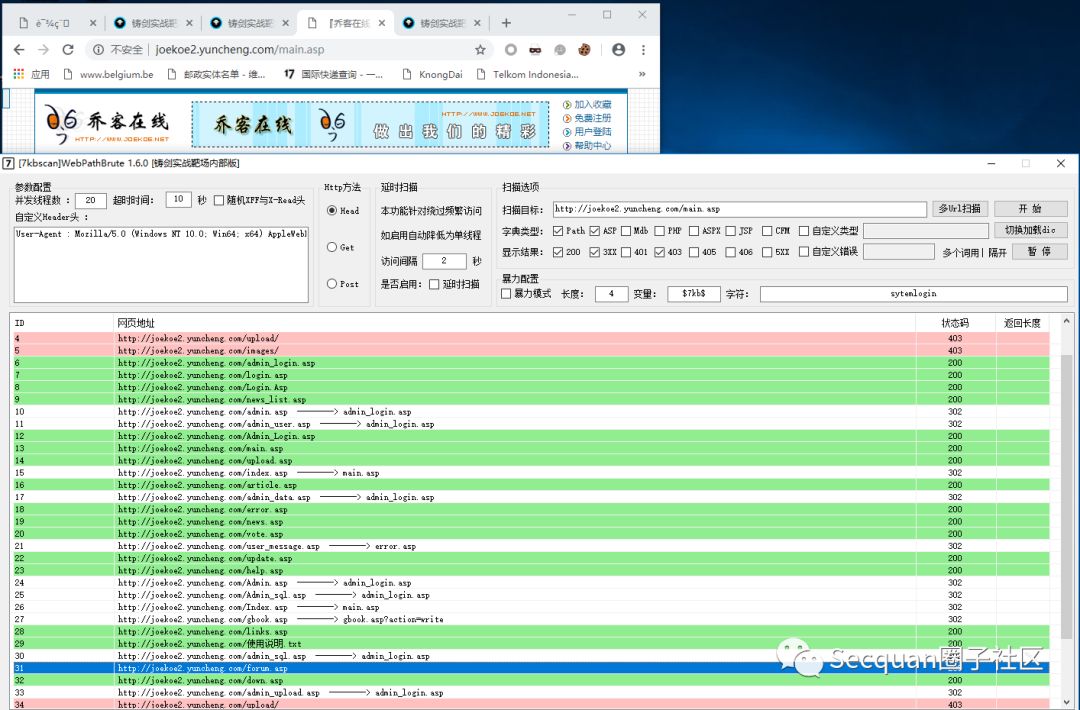 铸剑实战靶
铸剑实战靶
『乔客在线
铸剑实战靶
不安全 | joekoe2.yuncheng.com/main.asp
应用 www.belgium.be 邮政实体名单 - 维... 17 国际快递查询 - 一... KnongDai Telkom Indonesia... »
乔客在线
HTTP://WWW.JOEKOE.NET
乔客在线
HTTP://WWW.JOEKOE.NET
做出我们的精彩
加入收藏
免费注册
用户登陆
帮助中心
[7kbscan]WebPathBrute 1.6.0 [铸剑实战靶场内部版]
参数配置
并发线程数: 20 超时时间: 10 秒 随机XFF与X-Read头
自定义Header头:
User-Agent : Mozilla/5.0 (Windows NT 10.0; Win64; x64) AppleWeb
Http方法
Head
Get
Post
延时扫描
本功能针对绕过频繁访问
如启用自动降低为单线程
访问间隔 2 秒
是否启用: 延时扫描
扫描选项
扫描目标: http://joekoe2.yuncheng.com/main.asp 多Url扫描 开 始
字典类型: Path ASP Mdb PHP ASPX JSP CFM 自定义类型 切换加载dic
显示结果: 200 3XX 401 403 405 406 5XX 自定义错误 多个词用|隔开 暂 停
暴力配置
暴力模式 长度: 4 变量: $7kb$ 字符: sytemlogin
ID 网页地址 状态码 返回长度
4 http://joekoe2.yuncheng.com/upload/ 403
5 http://joekoe2.yuncheng.com/images/ 403
6 http://joekoe2.yuncheng.com/admin_login.asp 200
7 http://joekoe2.yuncheng.com/login.asp 200
8 http://joekoe2.yuncheng.com/Login.Asp 200
9 http://joekoe2.yuncheng.com/news_list.asp 200
10 http://joekoe2.yuncheng.com/admin.asp ————> admin_login.asp 302
11 http://joekoe2.yuncheng.com/admin_user.asp ————> admin_login.asp 302
12 http://joekoe2.yuncheng.com/Admin_Login.asp 200
13 http://joekoe2.yuncheng.com/main.asp 200
14 http://joekoe2.yuncheng.com/upload.asp 200
15 http://joekoe2.yuncheng.com/index.asp ————> main.asp 302
16 http://joekoe2.yuncheng.com/article.asp 200
17 http://joekoe2.yuncheng.com/admin_data.asp ————> admin_login.asp 302
18 http://joekoe2.yuncheng.com/error.asp 200
19 http://joekoe2.yuncheng.com/news.asp 200
20 http://joekoe2.yuncheng.com/vote.asp 200
21 http://joekoe2.yuncheng.com/user_message.asp ————> error.asp 302
22 http://joekoe2.yuncheng.com/update.asp 200
23 http://joekoe2.yuncheng.com/help.asp 200
24 http://joekoe2.yuncheng.com/Admin.asp ————> admin_login.asp 302
25 http://joekoe2.yuncheng.com/Admin_sql.asp ————> admin_login.asp 302
26 http://joekoe2.yuncheng.com/Index.asp ————> main.asp 302
27 http://joekoe2.yuncheng.com/gbook.asp ————> gbook.asp?action=write 302
28 http://joekoe2.yuncheng.com/links.asp 200
29 http://joekoe2.yuncheng.com/使用说明.txt 200
30 http://joekoe2.yuncheng.com/admin_sql.asp ————> admin_login.asp
31 http://joekoe2.yuncheng.com/forum.asp
32 http://joekoe2.yuncheng.com/down.asp 200
33 http://joekoe2.yuncheng.com/admin_upload.asp ————> admin_login.asp 302
34 http://joekoe2.yuncheng.com/upload/ 403
Secquan圈子社区